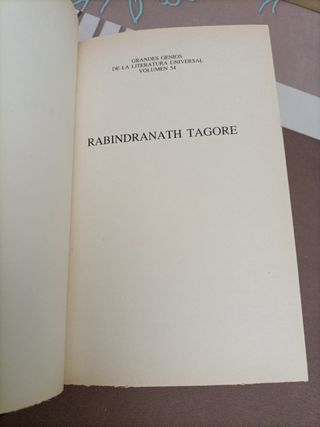 GRANDES GENIOS
DE LA LITERATURA UNIVERSAL
VOLUMEN 54
RABINDRANATH TAGORE